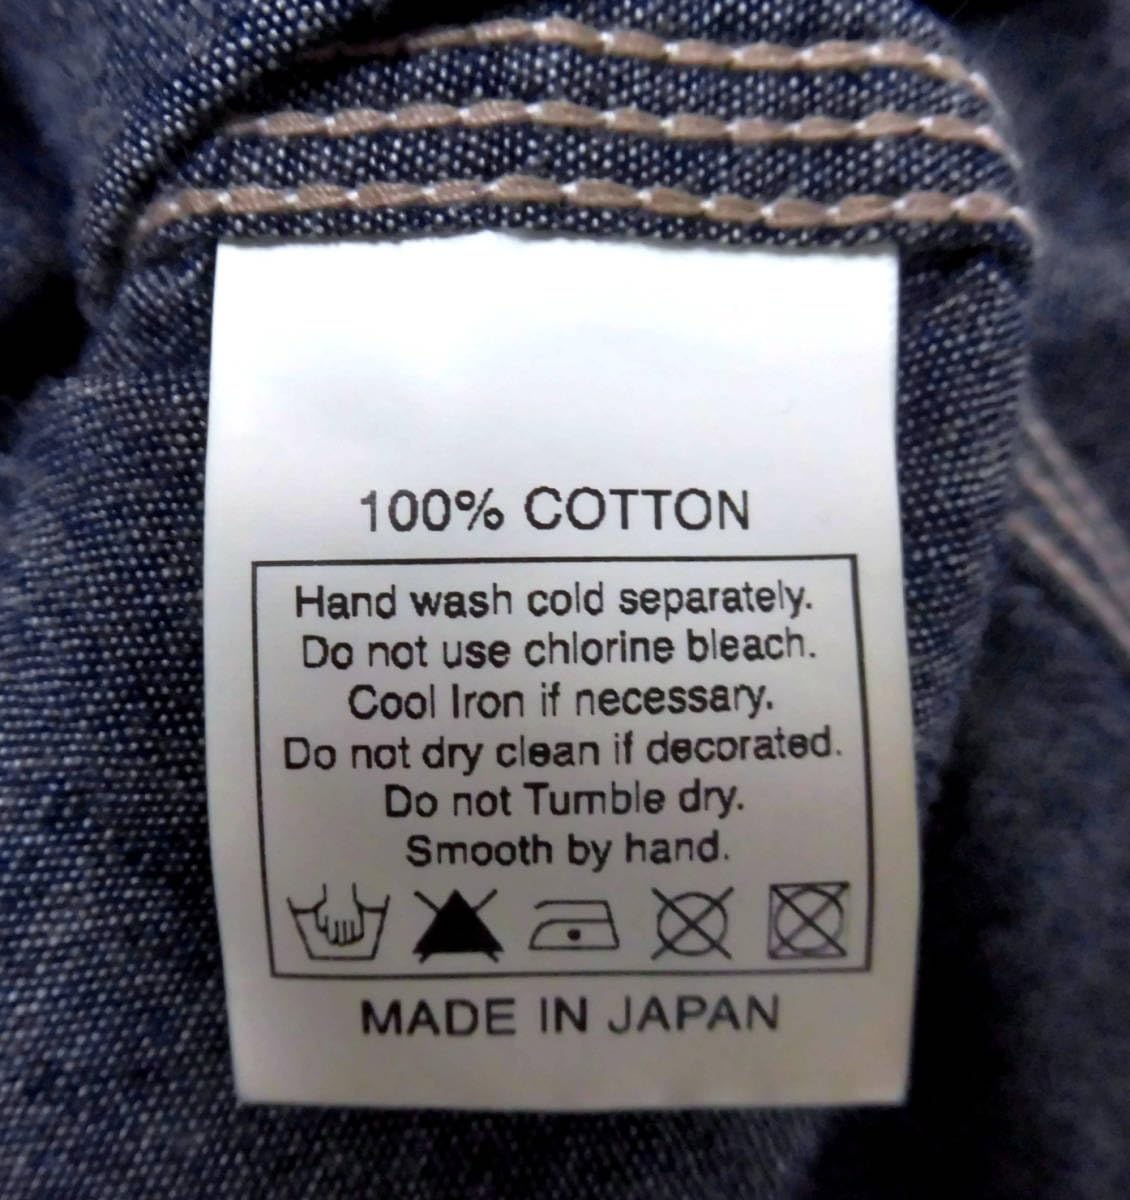 100% COTTON
Hand wash cold separately.
Do not use chlorine bleach.
Cool Iron if necessary.
Do not dry clean if decorated.
Do not Tumble dry.
Smooth by hand.
MADE IN JAPAN